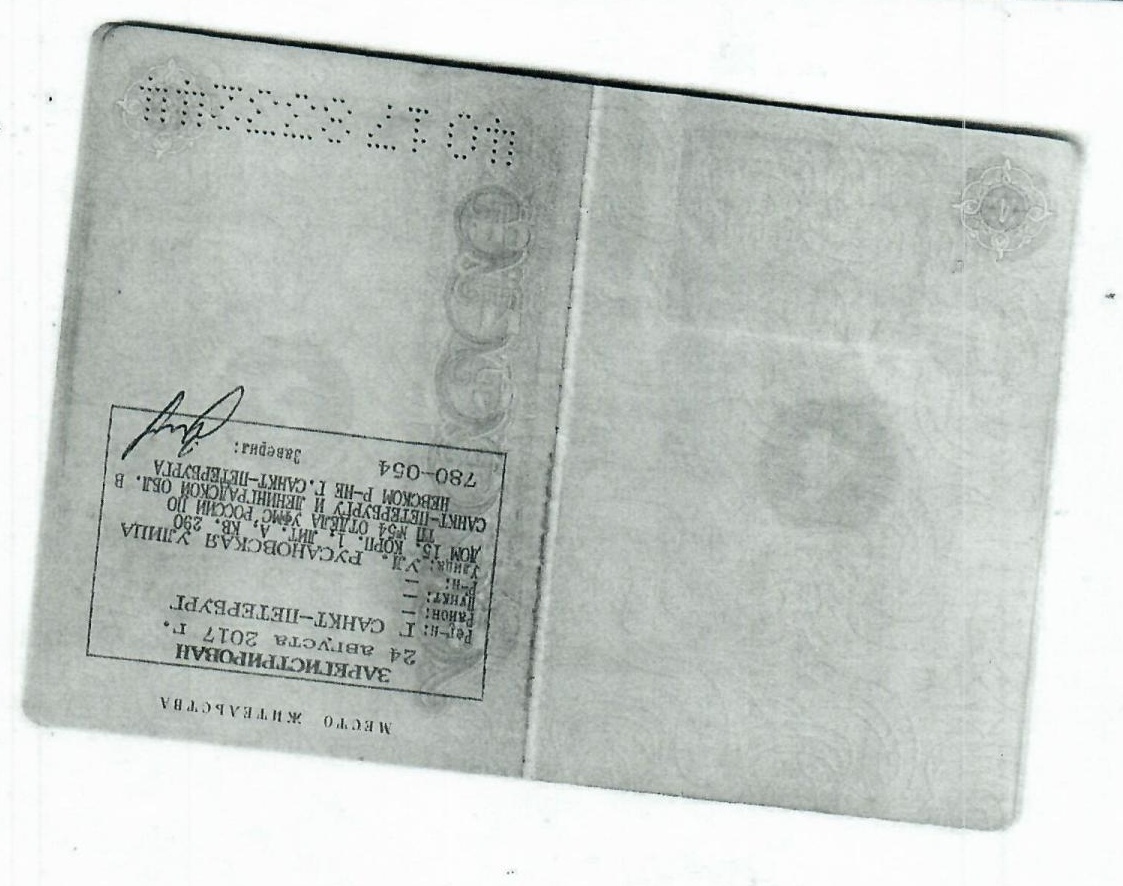 МЕСТО ЖИТЕЛЬСТВА
ЗАРЕГИСТРИРОВАН
24 августа 2017 г.
Рег-н: Г САНКТ-ПЕТЕРБУРГ
Район: —
Пункт: —
Р-н: —
Улица: УЛ. РУСАНОВСКАЯ УЛИЦА
ДОМ 15, КОРП. 1, ЛИТ. А, КВ. 290
ТП №54 ОТДЕЛА УФМС РОССИИ ПО
САНКТ-ПЕТЕРБУРГУ И ЛЕНИНГРАДСКОЙ ОБЛ. В
НЕВСКОМ Р-НЕ Г. САНКТ-ПЕТЕРБУРГА
780-054
Заверил:
40 17